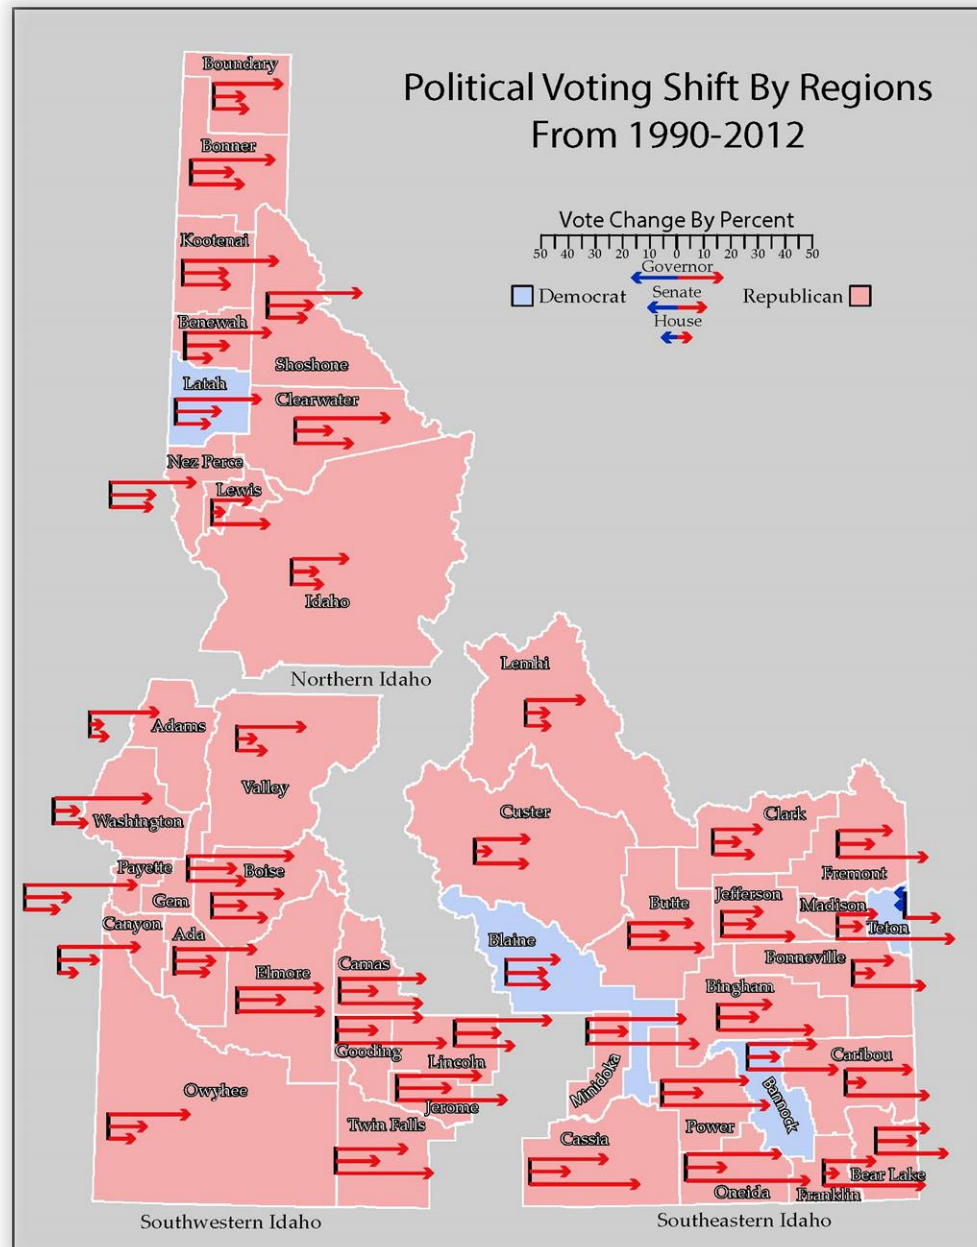 Political Voting Shift By Regions
From 1990-2012
Vote Change By Percent
50 40 30 20 10 0 10 20 30 40 50
Governor
Democrat
Senate
Republican
House
Boundary
Bonner
Kootenai
Benewah
Shoshone
Latah
Clearwater
Nez Perce
Lewis
Idaho
Northern Idaho
Adams
Valley
Washington
Payette
Boise
Gem
Canyon
Ada
Elmore
Camas
Gooding
Lincoln
Jerome
Owyhee
Twin Falls
Southwestern Idaho
Lemhi
Custer
Clark
Fremont
Butte
Jefferson
Madison
Teton
Blaine
Bonneville
Bingham
Minidoka
Caribou
Bannock
Power
Cassia
Oneida
Franklin
Bear Lake
Southeastern Idaho